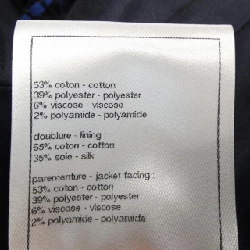 53% coton - cotton
39% polyester - polyester
6% viscose - viscose
2% polyamide - polyamide
doublure - lining
65% coton - cotton
35% soie - silk
parementure - jacket facing :
53% coton - cotton
39% polyester - polyester
6% viscose - viscose
2% polyamide - polyamide